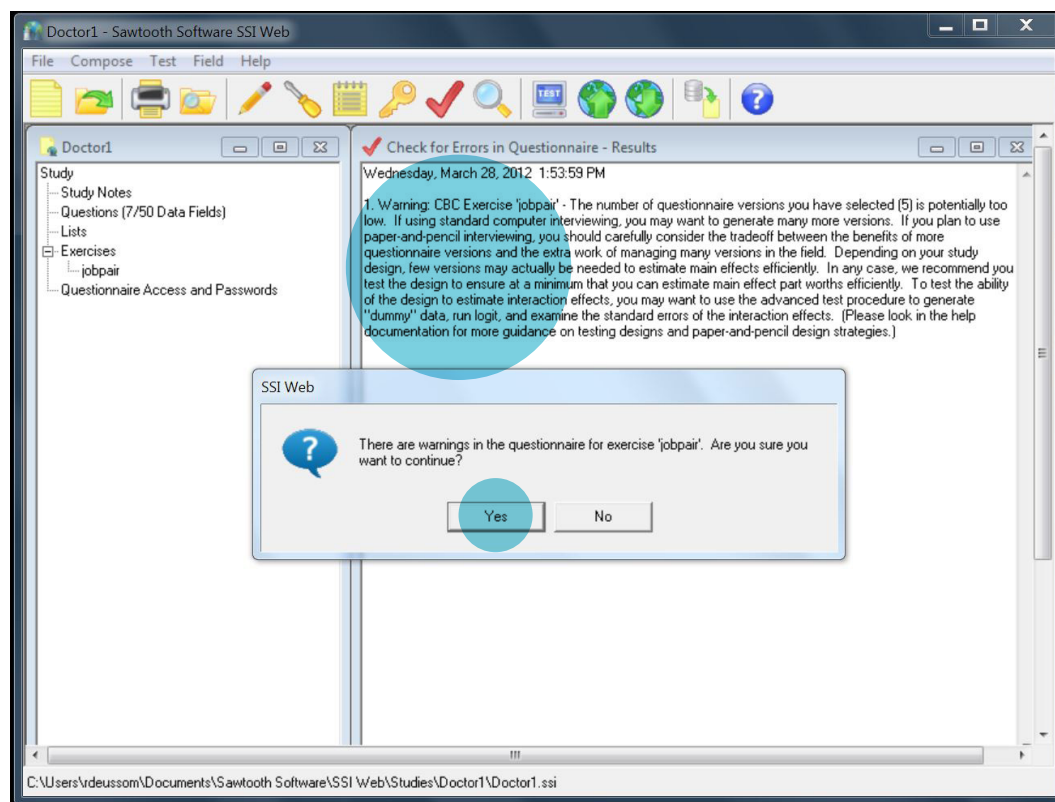 Doctor1 - Sawtooth Software SSI Web
File Compose Test Field Help
TEST
Doctor1
Study
Study Notes
Questions (7/50 Data Fields)
Lists
Exercises
jobpair
Questionnaire Access and Passwords
Check for Errors in Questionnaire - Results
Wednesday, March 28, 2012 1:53:59 PM
1. Warning: CBC Exercise 'jobpair' - The number of questionnaire versions you have selected (5) is potentially too
low. If using standard computer interviewing, you may want to generate many more versions. If you plan to use
paper-and-pencil interviewing, you should carefully consider the tradeoff between the benefits of more
questionnaire versions and the extra work of managing many versions in the field. Depending on your study
design, few versions may actually be needed to estimate main effects efficiently. In any case, we recommend you
test the design to ensure at a minimum that you can estimate main effect part worths efficiently. To test the ability
of the design to estimate interaction effects, you may want to use the advanced test procedure to generate
"dummy" data, run logit, and examine the standard errors of the interaction effects. (Please look in the help
documentation for more guidance on testing designs and paper-and-pencil design strategies.)
SSI Web
There are warnings in the questionnaire for exercise 'jobpair'. Are you sure you
want to continue?
Yes No
C:\Users\rdeussom\Documents\Sawtooth Software\SSI Web\Studies\Doctor1\Doctor1.ssi